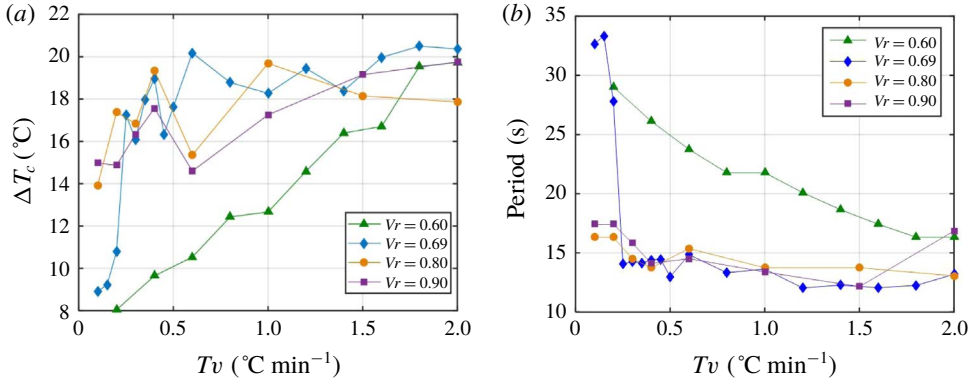 (a)
22
20
18
16
14
12
10
8
ΔTc (°C)
0
0.5
1.0
1.5
2.0
Tv (°C min⁻¹)
Vr = 0.60
Vr = 0.69
Vr = 0.80
Vr = 0.90
(b)
35
30
25
20
15
10
Period (s)
0
0.5
1.0
1.5
2.0
Tv (°C min⁻¹)
Vr = 0.60
Vr = 0.69
Vr = 0.80
Vr = 0.90